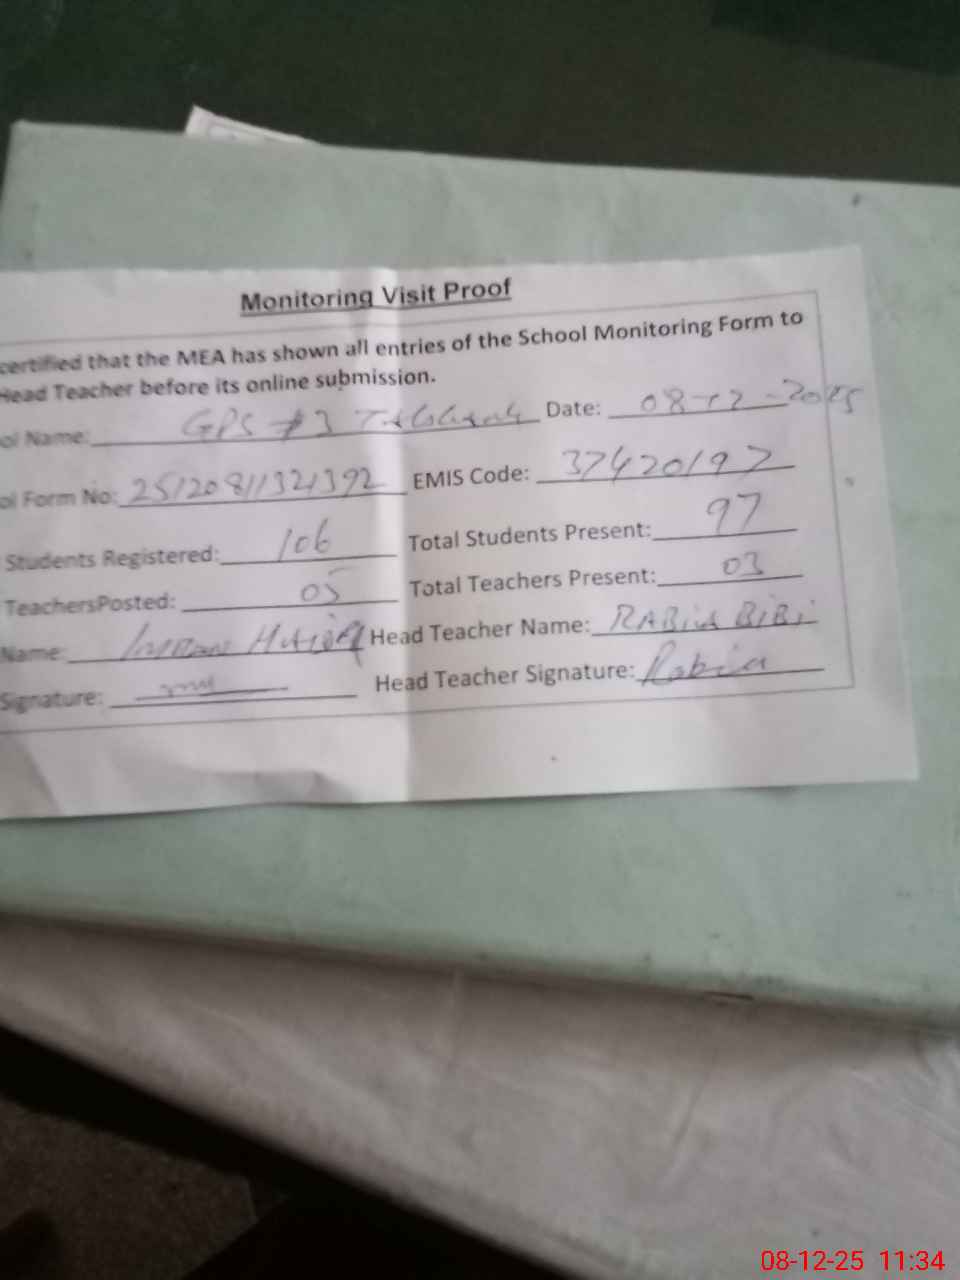 Monitoring Visit Proof
certified that the MEA has shown all entries of the School Monitoring Form to
Head Teacher before its online submission.
ol Name: GPS # 3 Date: 08-12-2025
ol Form No: EMIS Code: 37420197
Students Registered: 106 Total Students Present: 97
TeachersPosted: 05 Total Teachers Present: 03
Name: Head Teacher Name: RABiA BiBi
Signature: Head Teacher Signature: Rabia
08-12-25 11:34